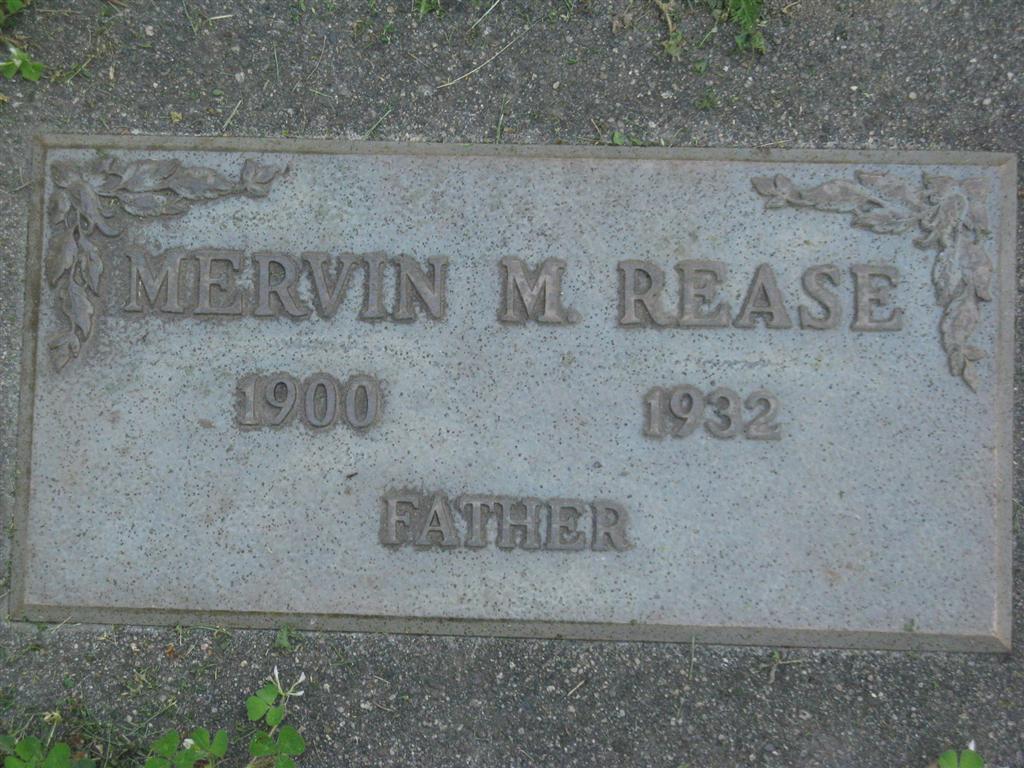 MERVIN M. REASE
1900 1932
FATHER